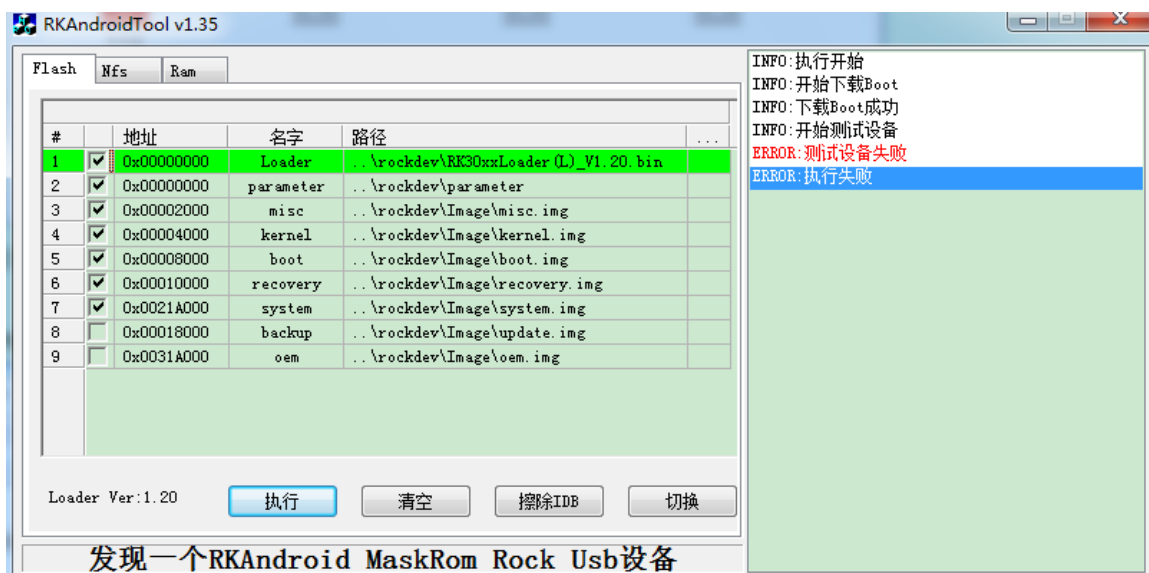 RKAndroidTool v1.35
Flash Nfs Ram
# 地址 名字 路径 ...
1 0x00000000 Loader ..\rockdev\RK30xxLoader(L)_V1.20.bin
2 0x00000000 parameter ..\rockdev\parameter
3 0x00002000 misc ..\rockdev\Image\misc.img
4 0x00004000 kernel ..\rockdev\Image\kernel.img
5 0x00008000 boot ..\rockdev\Image\boot.img
6 0x00010000 recovery ..\rockdev\Image\recovery.img
7 0x0021A000 system ..\rockdev\Image\system.img
8 0x00018000 backup ..\rockdev\Image\update.img
9 0x0031A000 oem ..\rockdev\Image\oem.img
Loader Ver:1.20 执行 清空 擦除IDB 切换
发现一个RKAndroid MaskRom Rock Usb设备
INFO:执行开始
INFO:开始下载Boot
INFO:下载Boot成功
INFO:开始测试设备
ERROR:测试设备失败
ERROR:执行失败